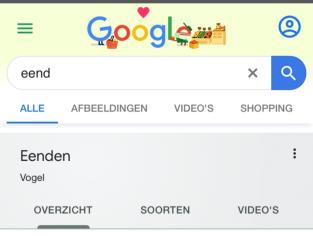 Google
eend
ALLE AFBEELDINGEN VIDEO'S SHOPPING
Eenden
Vogel
OVERZICHT SOORTEN VIDEO'S